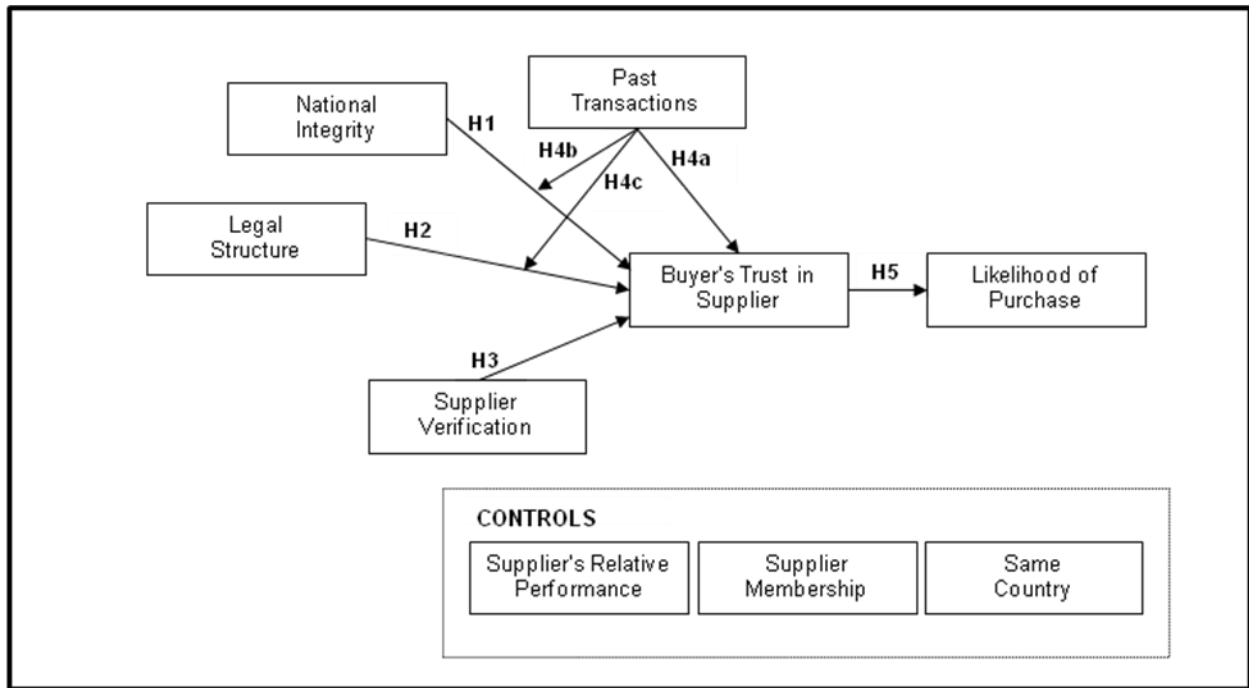 Past
Transactions
National
Integrity
H1
H4b
H4a
H4c
Legal
Structure
H2
Buyer's Trust in
Supplier
H5
Likelihood of
Purchase
H3
Supplier
Verification
CONTROLS
Supplier's Relative
Performance
Supplier
Membership
Same
Country